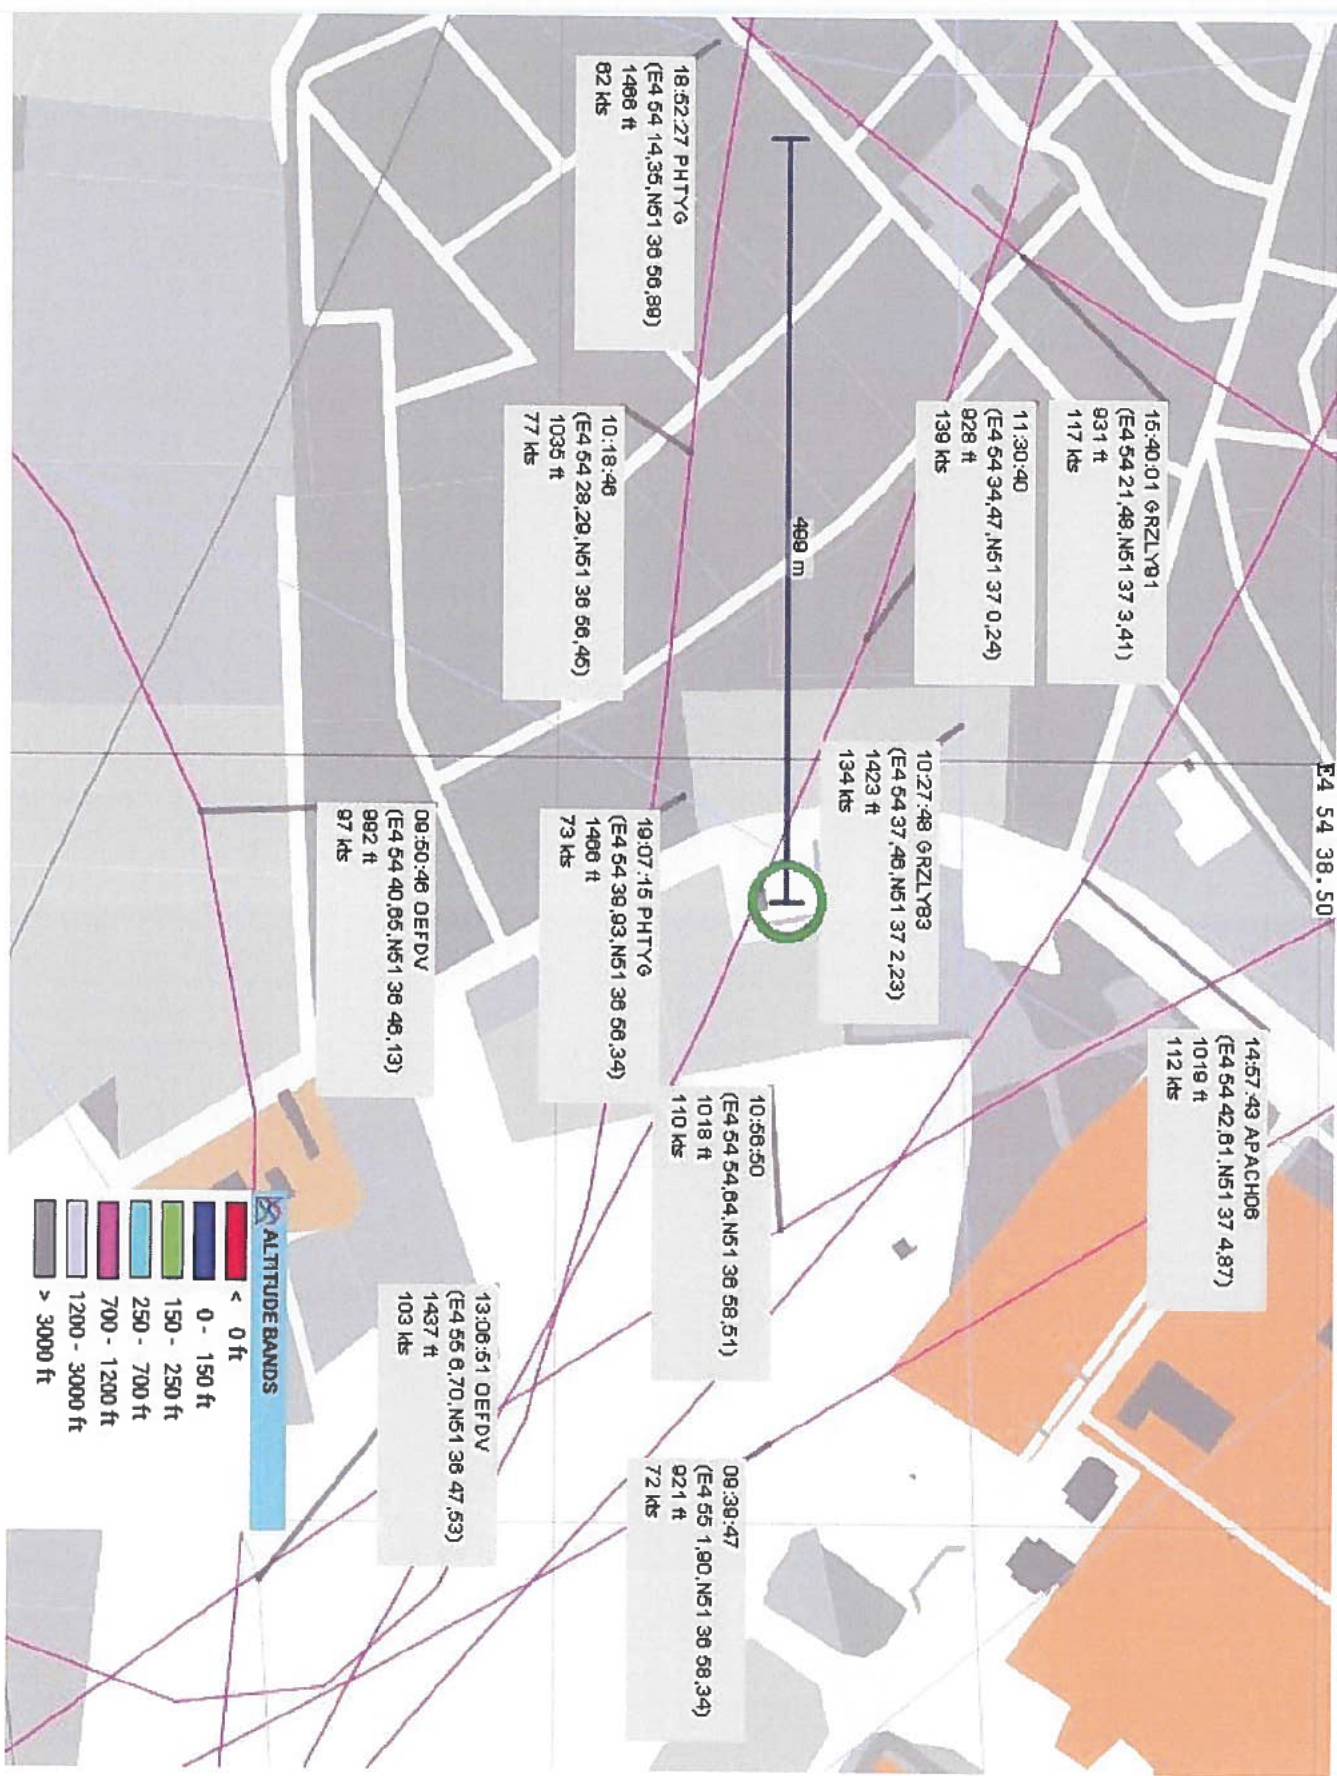 E4 54 38.50
15:40:01 GRZLY91
(E4 54 21,48,N51 37 3,41)
931 ft
117 kts
14:57:43 APACH06
(E4 54 42,61,N51 37 4,87)
1019 ft
112 kts
11:30:40
(E4 54 34,47,N51 37 0,24)
928 ft
139 kts
10:27:48 GRZLY83
(E4 54 37,46,N51 37 2,23)
1423 ft
134 kts
499 m
18:52:27 PHTYG
(E4 54 14,35,N51 36 56,89)
1466 ft
82 kts
10:18:46
(E4 54 28,29,N51 36 56,45)
1035 ft
77 kts
19:07:15 PHTYG
(E4 54 39,93,N51 36 56,34)
1466 ft
73 kts
10:56:50
(E4 54 54,64,N51 36 58,51)
1018 ft
110 kts
09:39:47
(E4 55 1,90,N51 36 58,34)
921 ft
72 kts
09:50:46 OEFDV
(E4 54 40,65,N51 36 46,13)
982 ft
97 kts
13:06:51 OEFDV
(E4 55 6,70,N51 36 47,53)
1437 ft
103 kts
ALTITUDE BANDS
< 0 ft
0 - 150 ft
150 - 250 ft
250 - 700 ft
700 - 1200 ft
1200 - 3000 ft
> 3000 ft